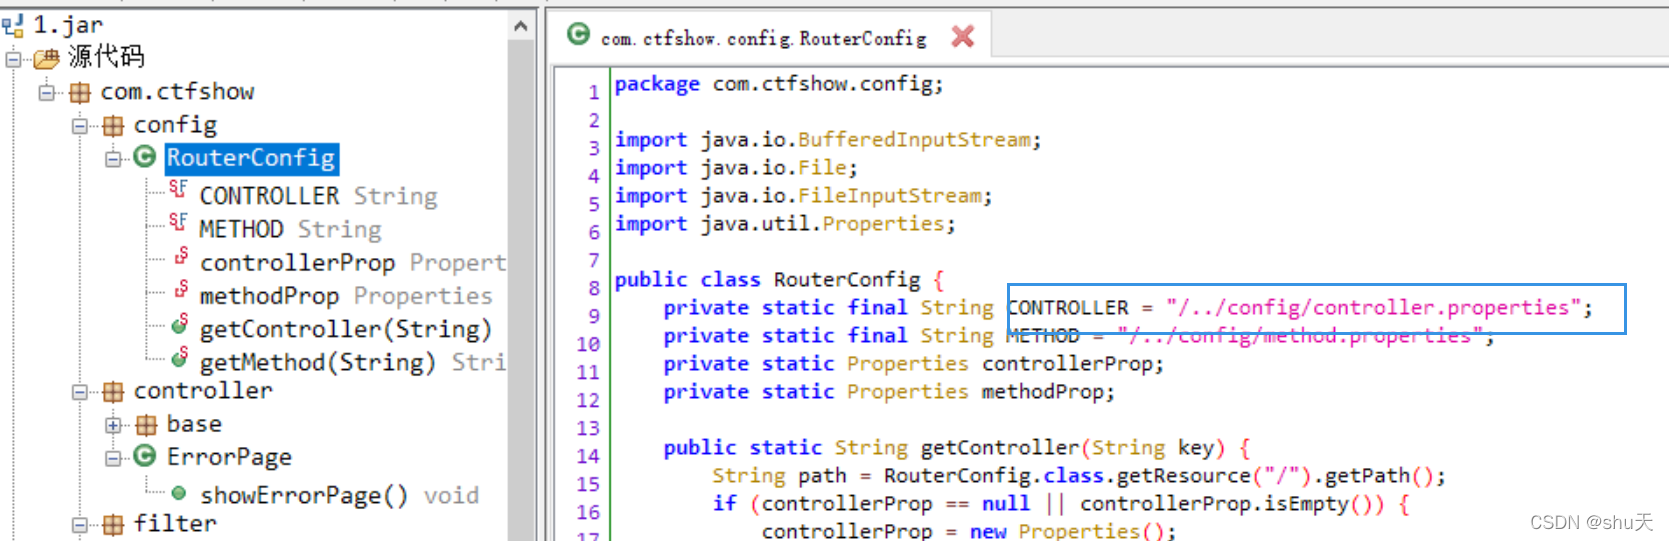 1.jar
源代码
com.ctfshow
config
RouterConfig
CONTROLLER String
METHOD String
controllerProp Propert
methodProp Properties
getController(String)
getMethod(String) Stri
controller
base
ErrorPage
showErrorPage() void
filter
com.ctfshow.config.RouterConfig
1 package com.ctfshow.config;
2
3 import java.io.BufferedInputStream;
4 import java.io.File;
5 import java.io.FileInputStream;
6 import java.util.Properties;
7
8 public class RouterConfig {
9 private static final String CONTROLLER = "/../config/controller.properties";
10 private static final String METHOD = "/../config/method.properties";
11 private static Properties controllerProp;
12 private static Properties methodProp;
13
14 public static String getController(String key) {
15 String path = RouterConfig.class.getResource("/").getPath();
16 if (controllerProp == null || controllerProp.isEmpty()) {
17 controllerProp = new Properties();
CSDN @shu天